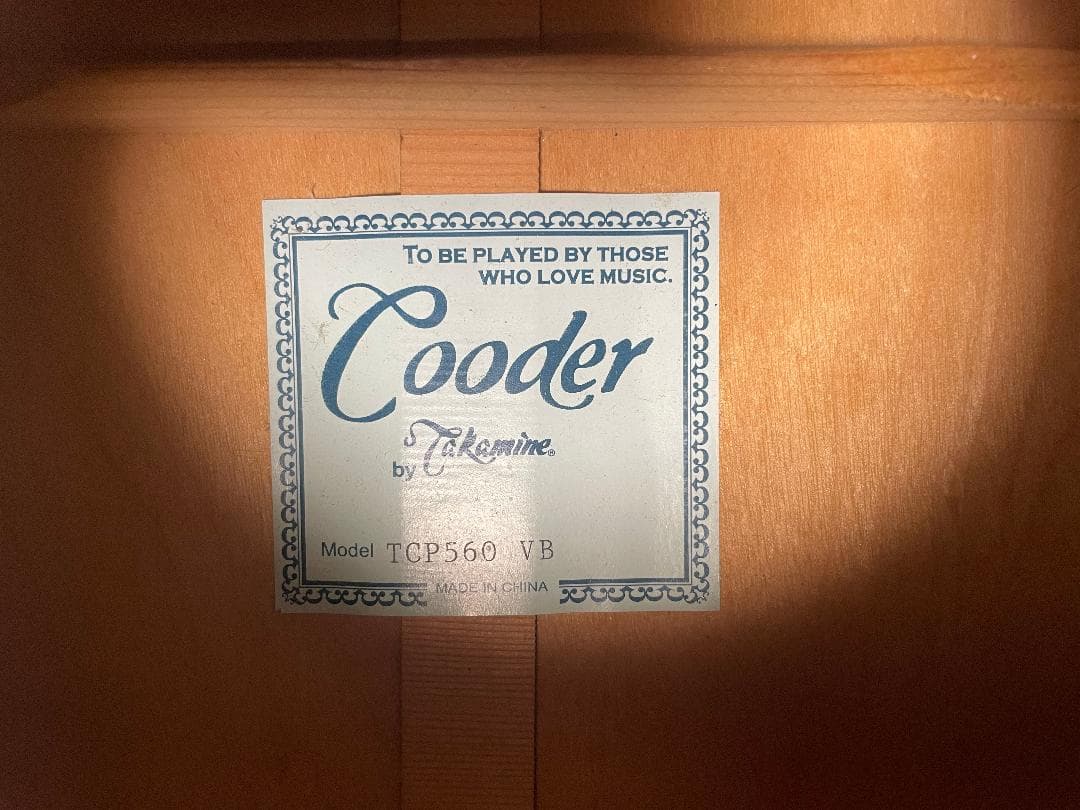 TO BE PLAYED BY THOSE
WHO LOVE MUSIC.
Cooder
by Takamine®
Model TCP560 VB
MADE IN CHINA